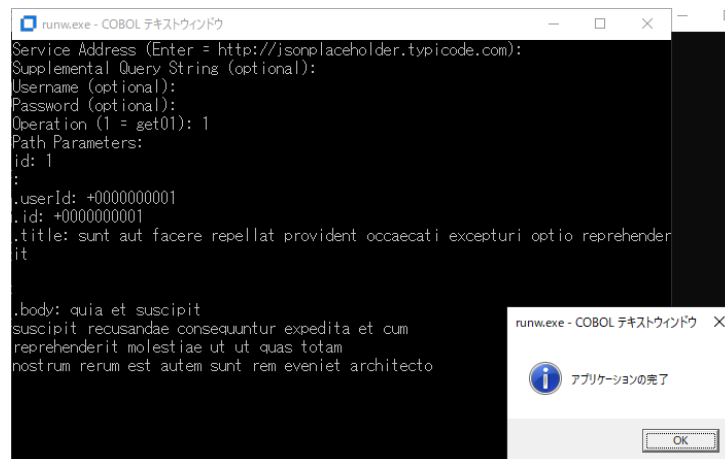 runw.exe - COBOL テキストウィンドウ
Service Address (Enter = http://jsonplaceholder.typicode.com):
Supplemental Query String (optional):
Username (optional):
Password (optional):
Operation (1 = get01): 1
Path Parameters:
id: 1
:
.userId: +0000000001
.id: +0000000001
.title: sunt aut facere repellat provident occaecati excepturi optio reprehender
it
.body: quia et suscipit
suscipit recusandae consequuntur expedita et cum
reprehenderit molestiae ut ut quas totam
nostrum rerum est autem sunt rem eveniet architecto
runw.exe - COBOL テキストウィンドウ
アプリケーションの完了
OK